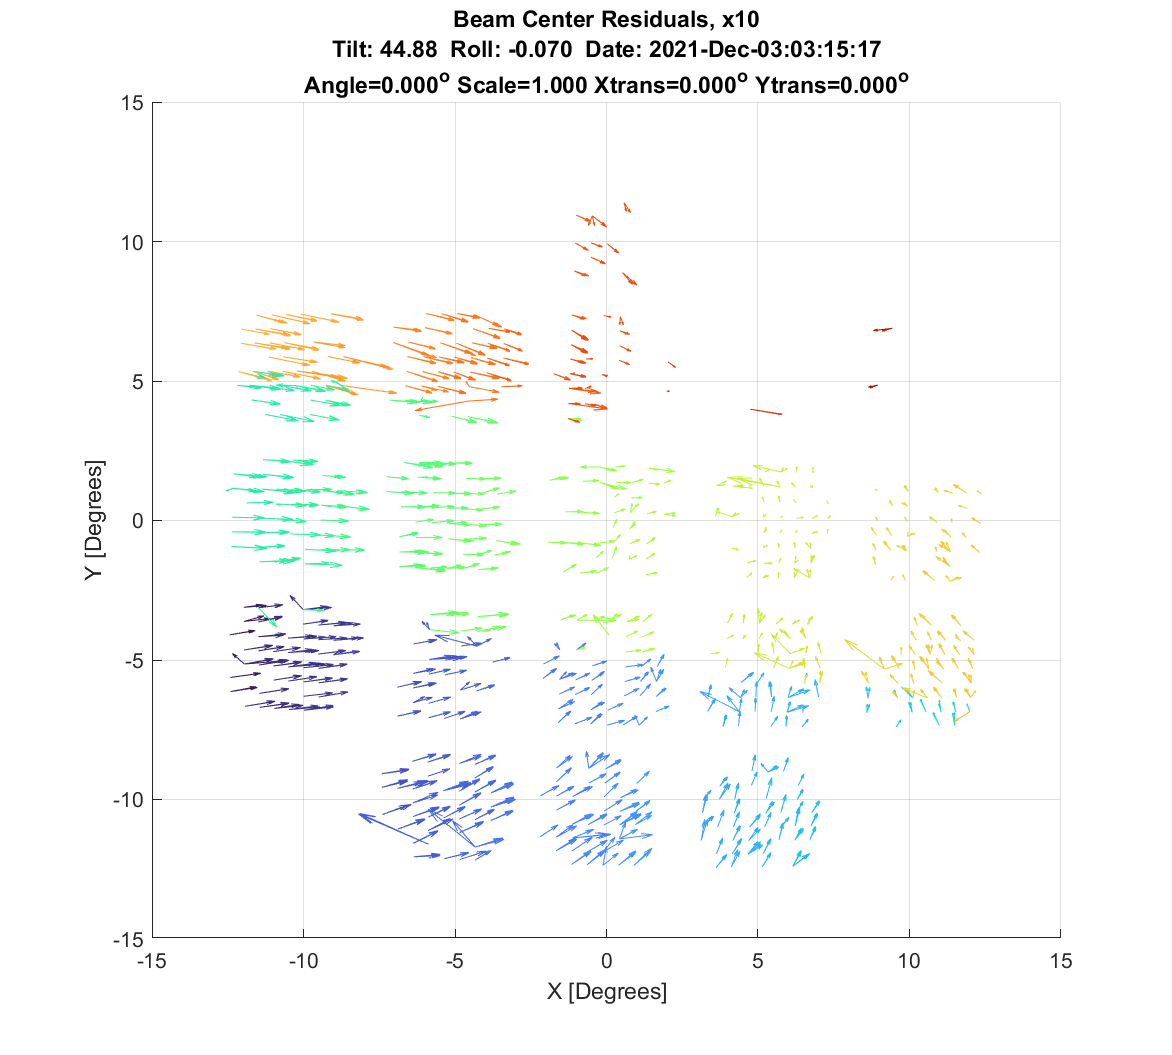 Beam Center Residuals, x10
Tilt: 44.88 Roll: -0.070 Date: 2021-Dec-03:03:15:17
Angle=0.000° Scale=1.000 Xtrans=0.000° Ytrans=0.000°
15
10
5
0
-5
-10
-15
Y [Degrees]
-15 -10 -5 0 5 10 15
X [Degrees]